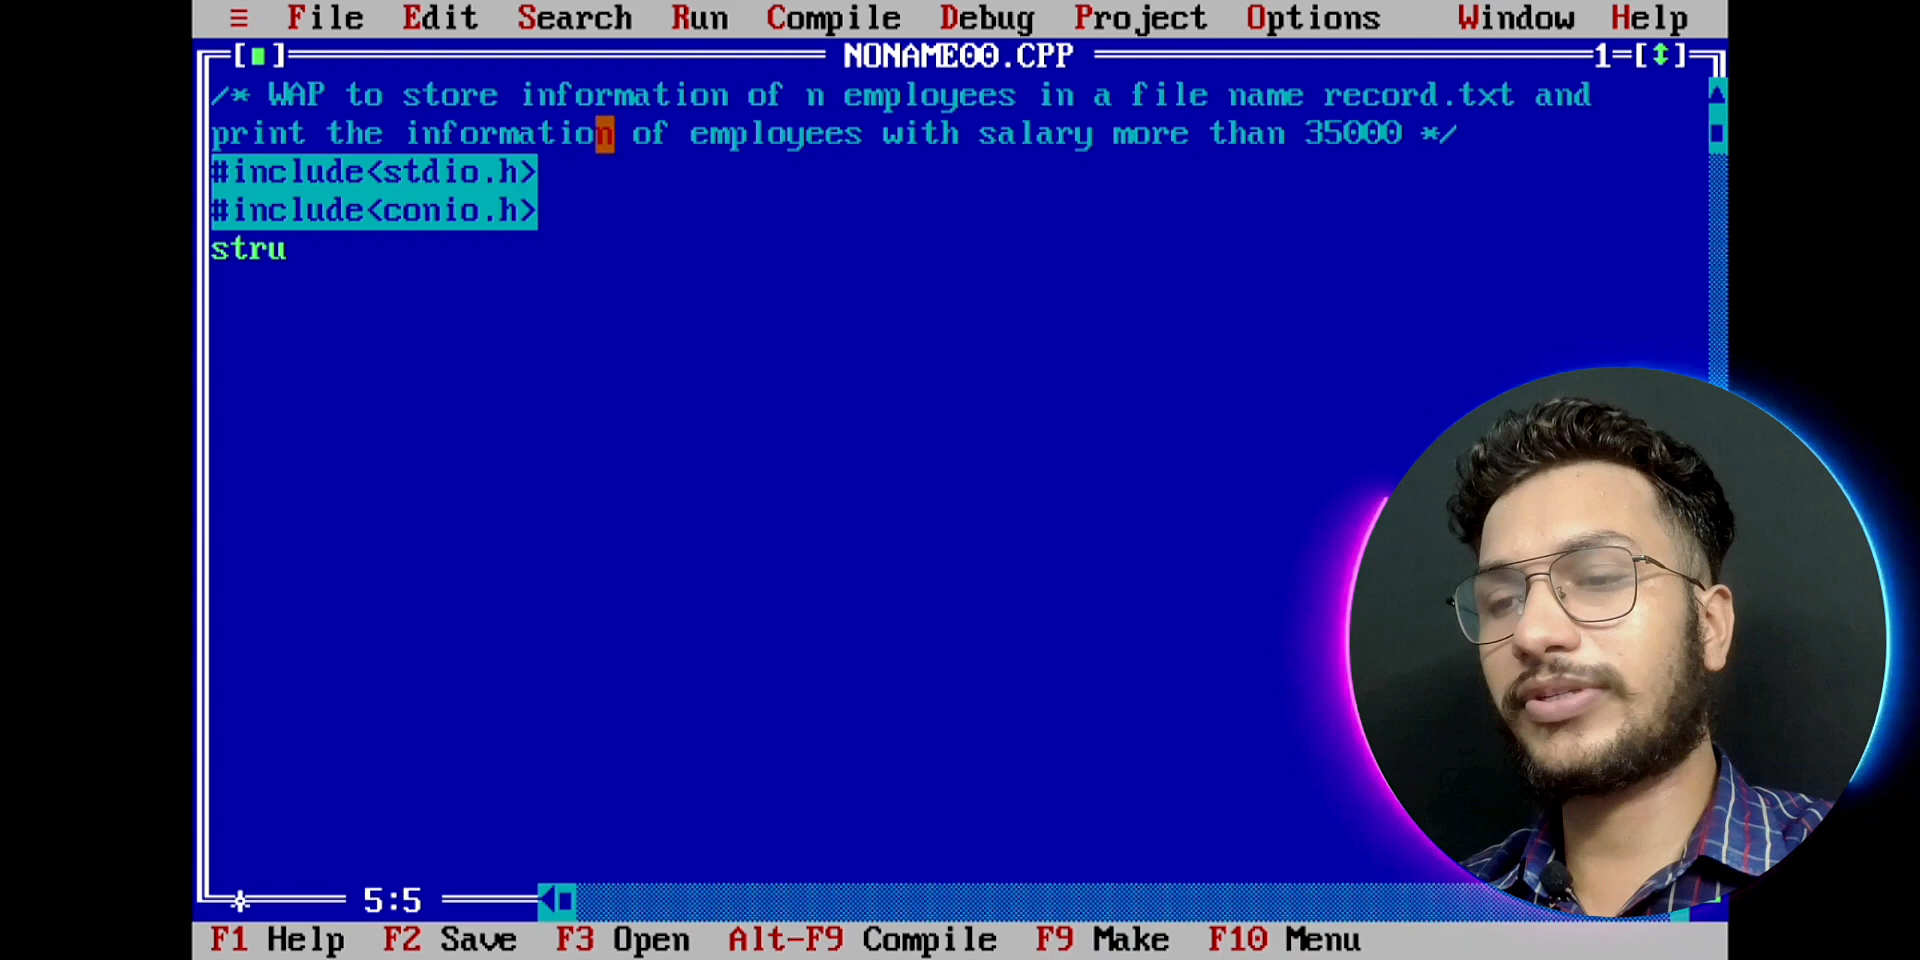 ≡ File Edit Search Run Compile Debug Project Options Window Help
[■] NONAME00.CPP 1=[↕]
/* WAP to store information of n employees in a file name record.txt and
print the information of employees with salary more than 35000 */
#include<stdio.h>
#include<conio.h>
stru
5:5
F1 Help F2 Save F3 Open Alt-F9 Compile F9 Make F10 Menu